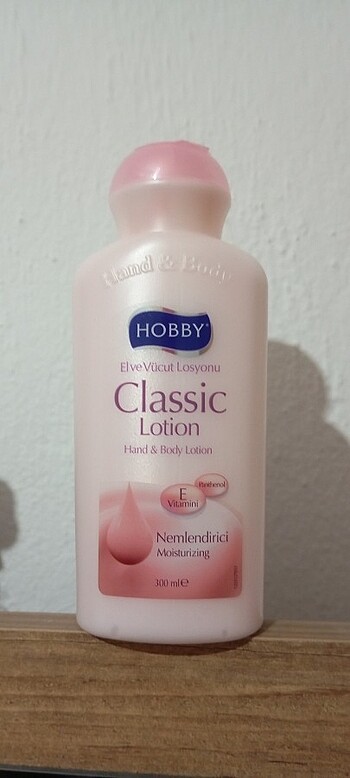 Hand & Body
HOBBY®
El ve Vücut Losyonu
Classic
Lotion
Hand & Body Lotion
Panthenol
E
Vitamini
Nemlendirici
Moisturizing
300 ml e